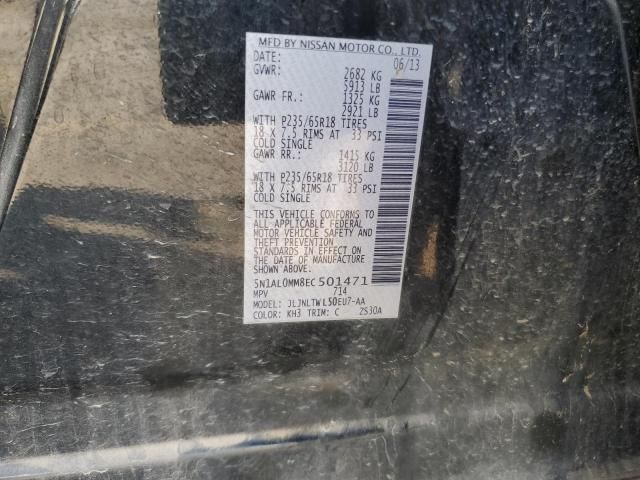 MFD BY NISSAN MOTOR CO., LTD.
DATE: 06/13
GVWR: 2682 KG
5913 LB
GAWR FR.: 1325 KG
2921 LB
WITH P235/65R18 TIRES
18 X 7.5 RIMS AT 33 PSI
COLD SINGLE
GAWR RR.: 1415 KG
3120 LB
WITH P235/65R18 TIRES
18 X 7.5 RIMS AT 33 PSI
COLD SINGLE
THIS VEHICLE CONFORMS TO
ALL APPLICABLE FEDERAL
MOTOR VEHICLE SAFETY AND
THEFT PREVENTION
STANDARDS IN EFFECT ON
THE DATE OF MANUFACTURE
SHOWN ABOVE.
5N1AL0MM8EC501471
MPV 714
MODEL: JLJNLTWL50EU7-AA
COLOR: KH3 TRIM: C ZS30A